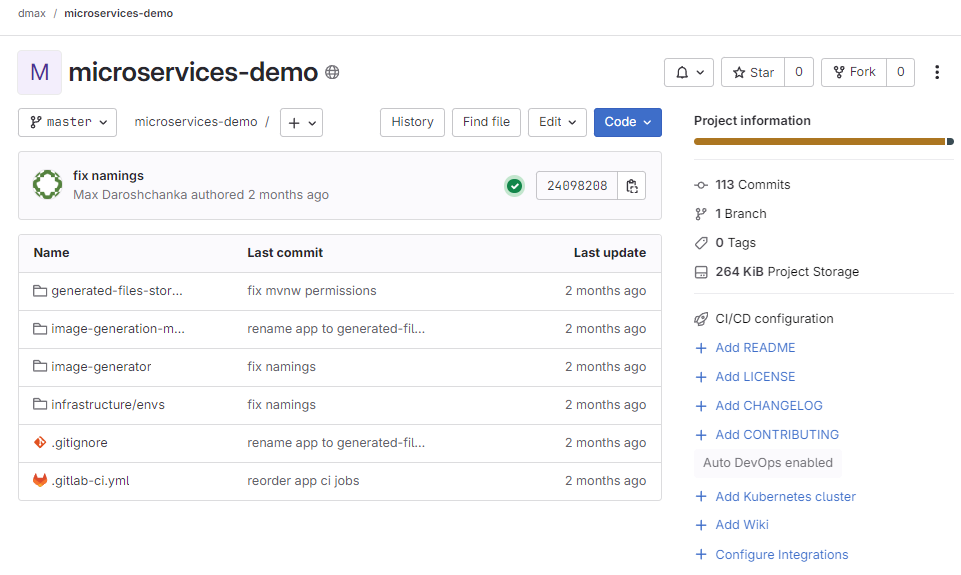 dmax / microservices-demo
M microservices-demo
Star 0 Fork 0
master microservices-demo / + History Find file Edit Code
fix namings
Max Daroshchanka authored 2 months ago
24098208
Name Last commit Last update
generated-files-stor... fix mvnw permissions 2 months ago
image-generation-m... rename app to generated-fil... 2 months ago
image-generator fix namings 2 months ago
infrastructure/envs fix namings 2 months ago
.gitignore rename app to generated-fil... 2 months ago
.gitlab-ci.yml reorder app ci jobs 2 months ago
Project information
113 Commits
1 Branch
0 Tags
264 KiB Project Storage
CI/CD configuration
+ Add README
+ Add LICENSE
+ Add CHANGELOG
+ Add CONTRIBUTING
Auto DevOps enabled
+ Add Kubernetes cluster
+ Add Wiki
+ Configure Integrations